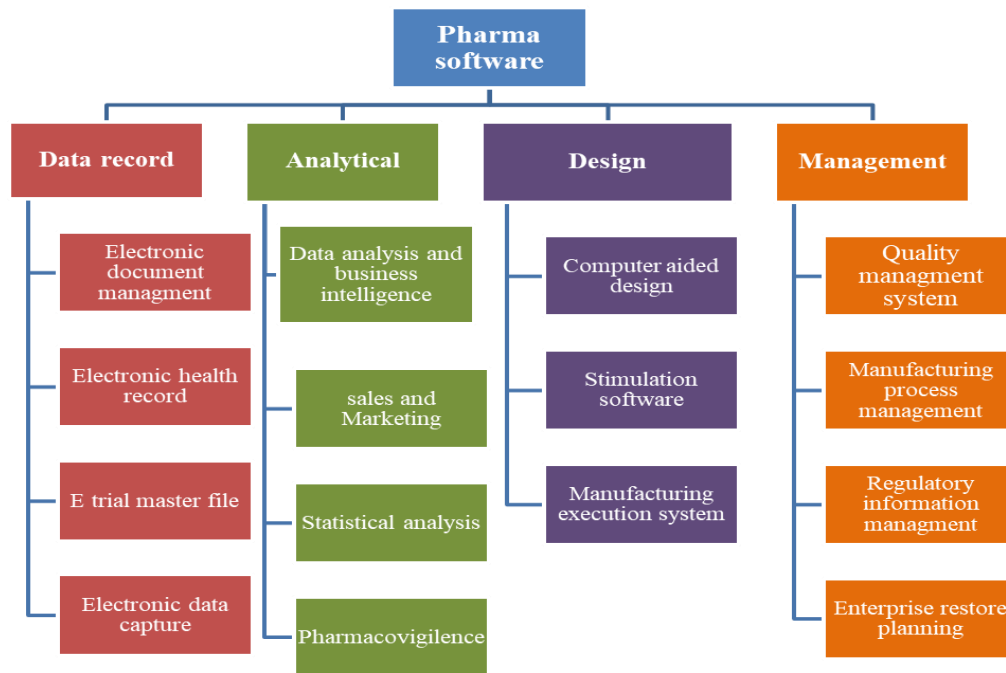 Pharma
software
Data record
Electronic
document
managment
Electronic health
record
E trial master file
Electronic data
capture
Analytical
Data analysis and
business
intelligence
sales and
Marketing
Statistical analysis
Pharmacovigilence
Design
Computer aided
design
Stimulation
software
Manufacturing
execution system
Management
Quality
managment
system
Manufacturing
process
management
Regulatory
information
managment
Enterprise restore
planning